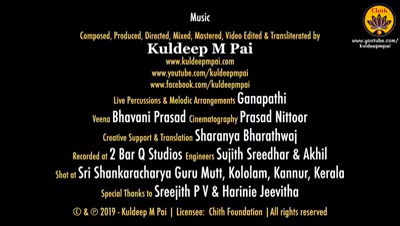 Music
Chith
www.youtube.com/
kuldeepmpai
Composed, Produced, Directed, Mixed, Mastered, Video Edited & Transliterated by
Kuldeep M Pai
www.kuldeepmpai.com
www.youtube.com/kuldeepmpai
www.facebook.com/kuldeepmpai
Live Percussions & Melodic Arrangements Ganapathi
Veena Bhavani Prasad Cinematography Prasad Nittoor
Creative Support & Translation Sharanya Bharathwaj
Recorded at 2 Bar Q Studios Engineers Sujith Sreedhar & Akhil
Shot at Sri Shankaracharya Guru Mutt, Kololam, Kannur, Kerala
Special Thanks to Sreejith P V & Harinie Jeevitha
© & ℗ 2019 - Kuldeep M Pai | Licensee: Chith Foundation | All rights reserved